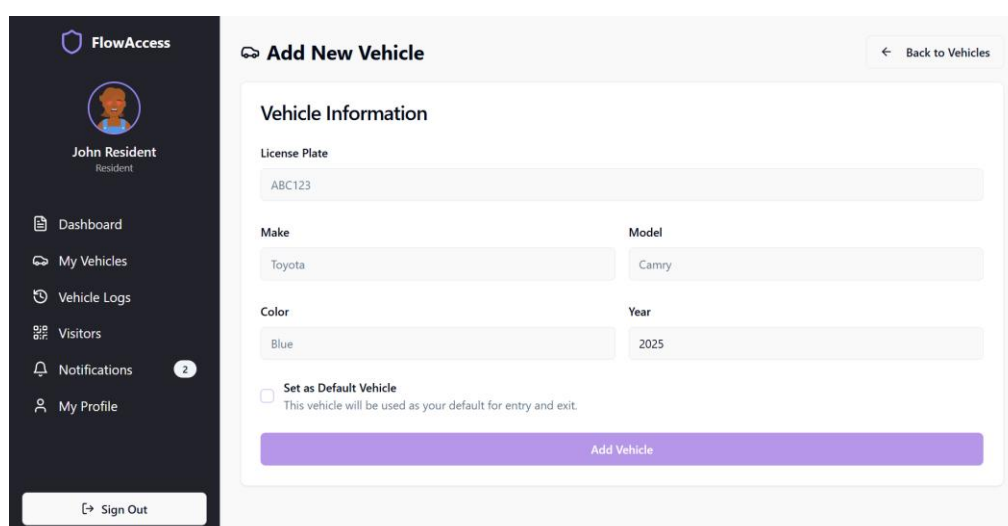 FlowAccess
John Resident
Resident
Dashboard
My Vehicles
Vehicle Logs
Visitors
Notifications 2
My Profile
Sign Out
Add New Vehicle
Back to Vehicles
Vehicle Information
License Plate
ABC123
Make Model
Toyota Camry
Color Year
Blue 2025
Set as Default Vehicle
This vehicle will be used as your default for entry and exit.
Add Vehicle